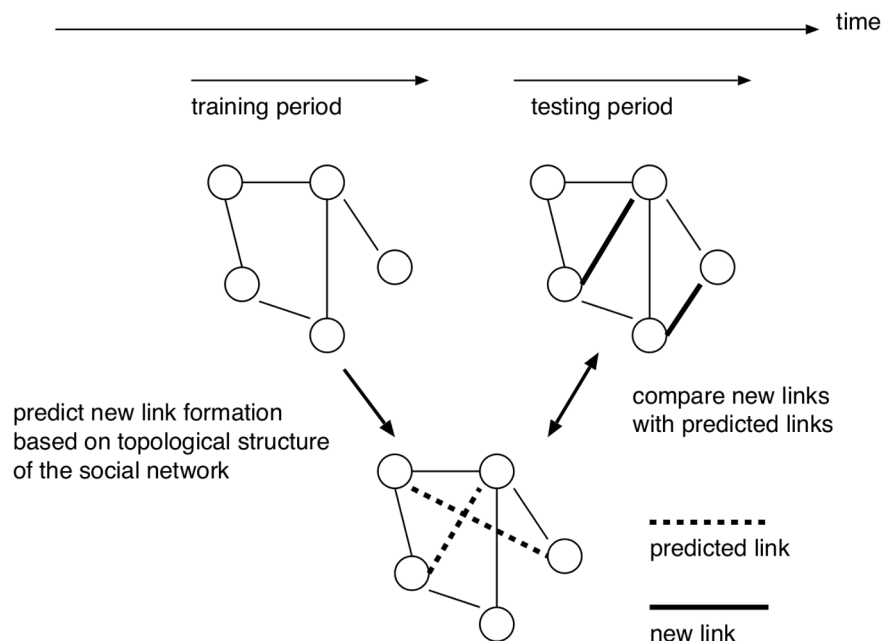 time
training period
testing period
predict new link formation
based on topological structure
of the social network
compare new links
with predicted links
predicted link
new link